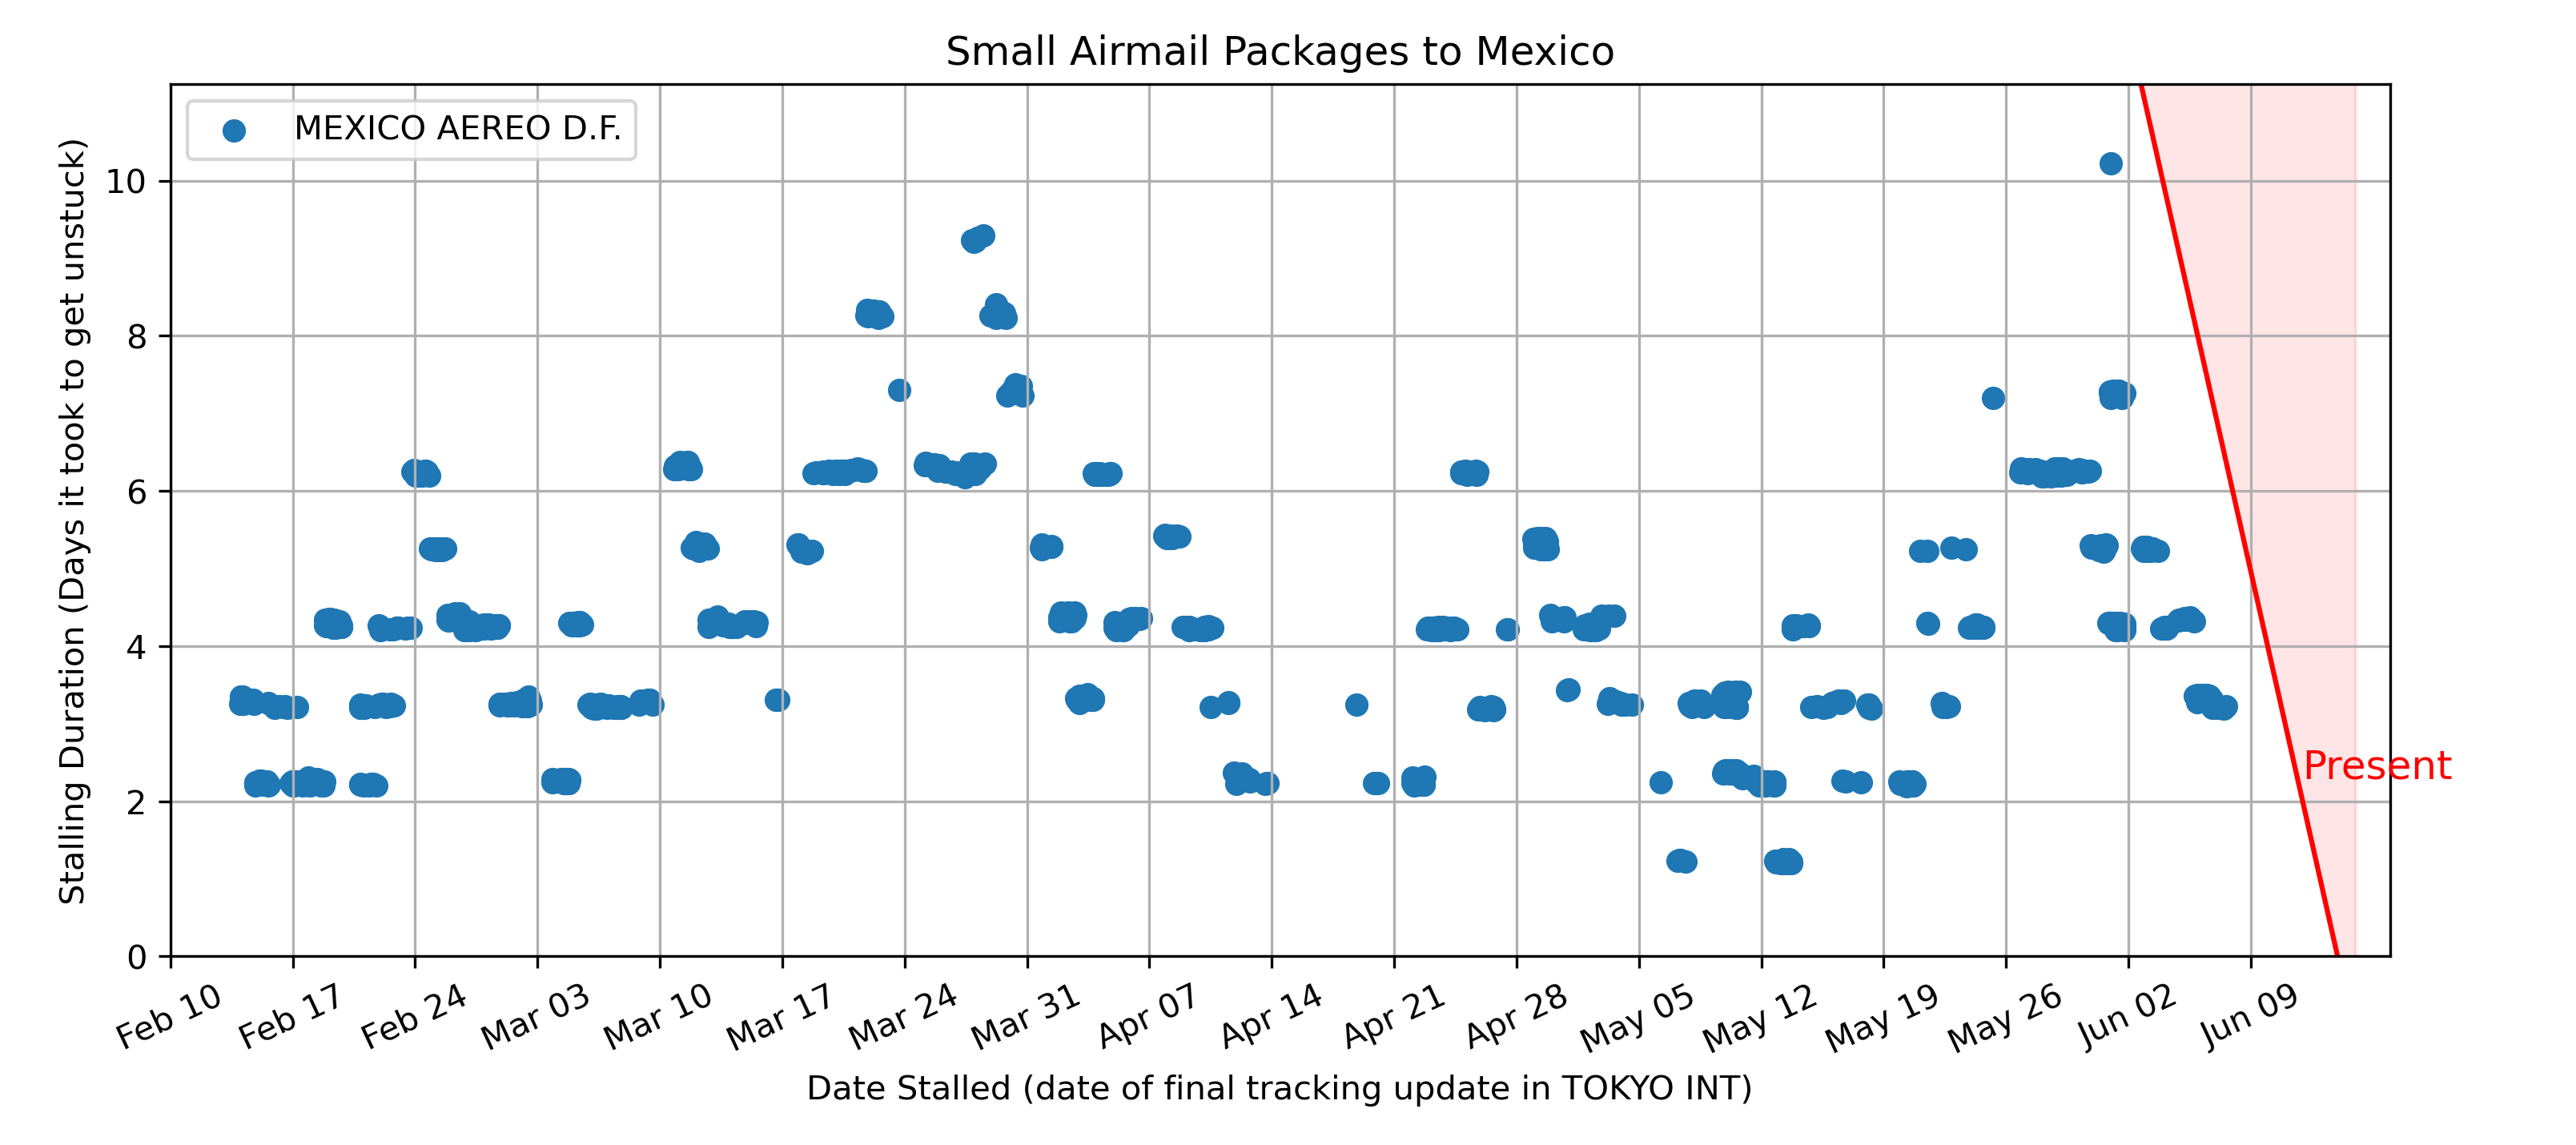 Small Airmail Packages to Mexico
MEXICO AEREO D.F.
Stalling Duration (Days it took to get unstuck)
10
8
6
4
2
0
Present
Feb 10
Feb 17
Feb 24
Mar 03
Mar 10
Mar 17
Mar 24
Mar 31
Apr 07
Apr 14
Apr 21
Apr 28
May 05
May 12
May 19
May 26
Jun 02
Jun 09
Date Stalled (date of final tracking update in TOKYO INT)